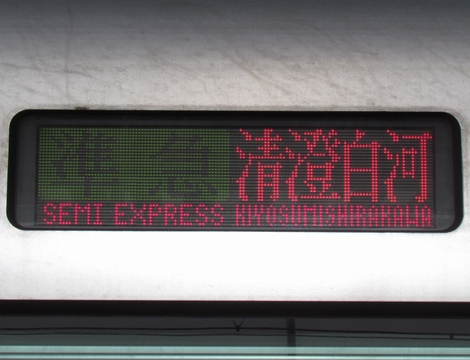 準急 清澄白河
SEMI EXPRESS KIYOSUMISHIRAKAWA